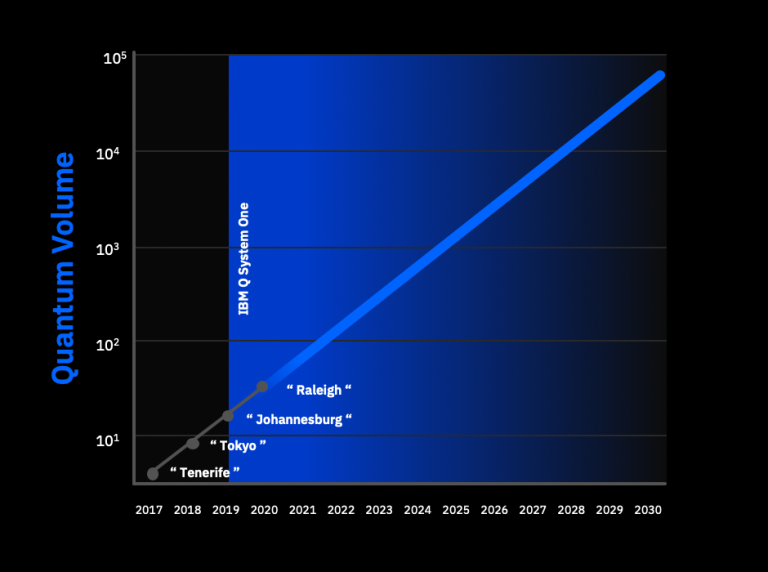 Quantum Volume
10⁵
10⁴
10³
10²
10¹
IBM Q System One
“ Raleigh “
“ Johannesburg “
“ Tokyo ”
“ Tenerife ”
2017 2018 2019 2020 2021 2022 2023 2024 2025 2026 2027 2028 2029 2030